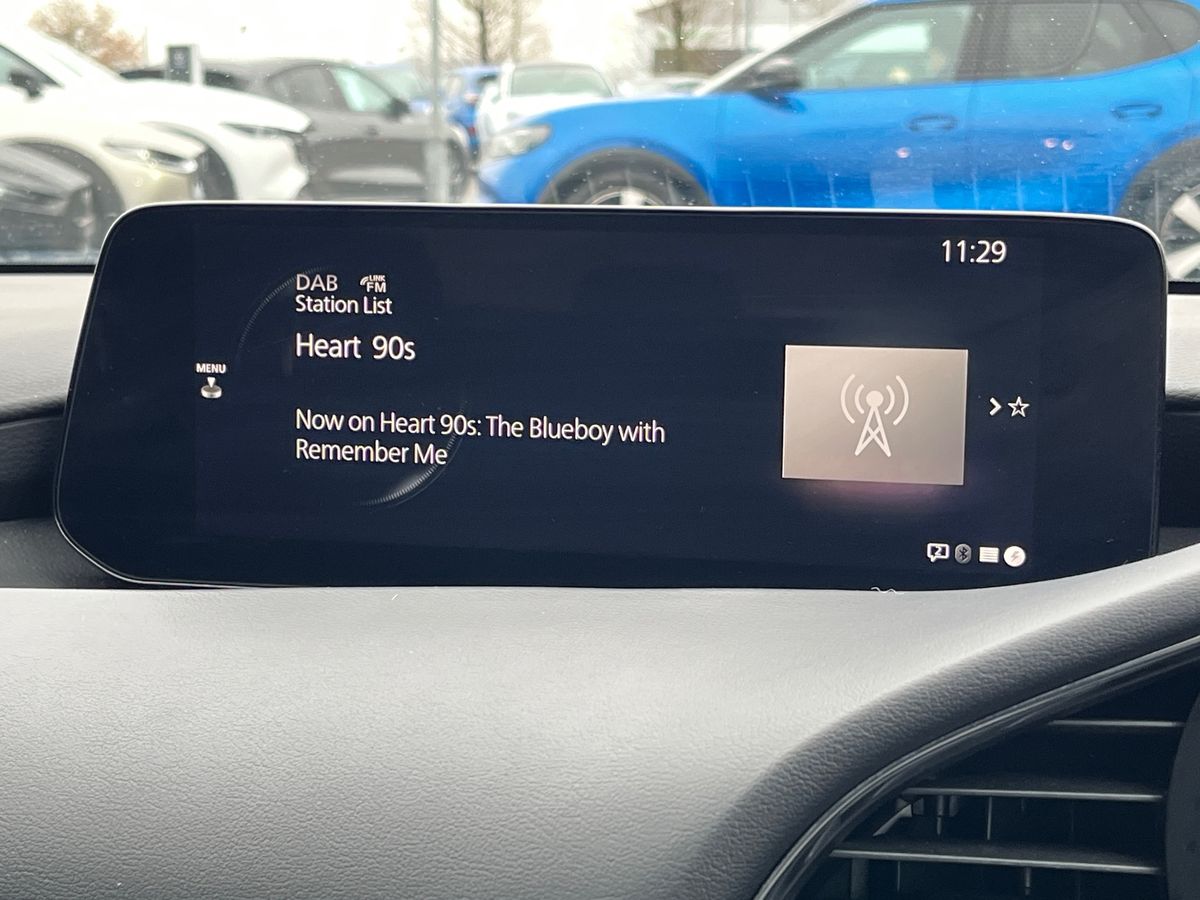 11:29
DAB LINK FM
Station List
Heart 90s
MENU
Now on Heart 90s: The Blueboy with
Remember Me